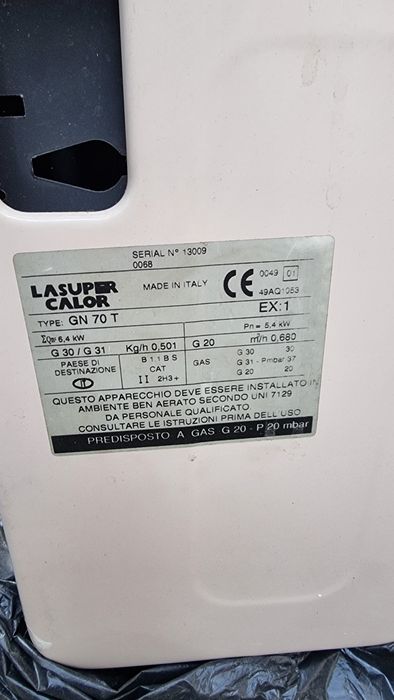 SERIAL N° 13009
0068
LASUPER
CALOR
MADE IN ITALY
CE
0049 01
49AQ1053
TYPE: GN 70 T
EX:1
ΣQn= 6,4 kW
Pn = 5,4 kW
G 30 / G 31
Kg/h 0,501
G 20
m³/h 0,680
PAESE DI
DESTINAZIONE
IT
B 1 1 B S
CAT
II 2H3+
GAS
G 30 30
G 31 - Pmbar 37
G 20 20
QUESTO APPARECCHIO DEVE ESSERE INSTALLATO IN
AMBIENTE BEN AERATO SECONDO UNI 7129
DA PERSONALE QUALIFICATO
CONSULTARE LE ISTRUZIONI PRIMA DELL USO
PREDISPOSTO A GAS G 20 - P 20 mbar